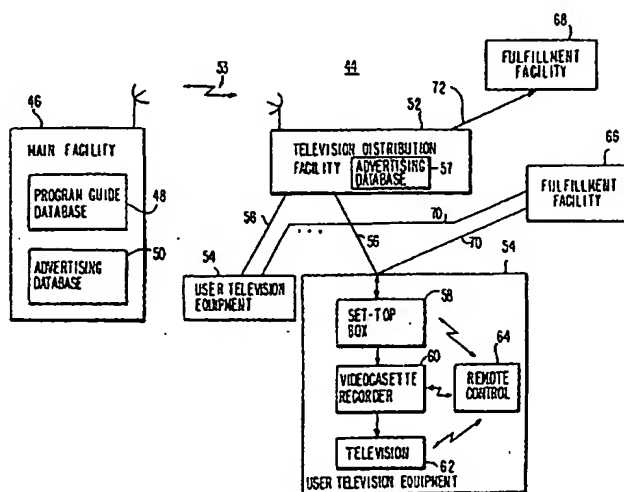 68
53
44
FULFILLMENT
FACILITY
46
52
72
66
MAIN FACILITY
TELEVISION DISTRIBUTION
FACILITY
ADVERTISING
DATABASE
57
FULFILLMENT
FACILITY
PROGRAM GUIDE
DATABASE
48
56
70
...
56
70
54
50
54
ADVERTISING
DATABASE
USER TELEVISION
EQUIPMENT
58
SET-TOP
BOX
64
60
VIDEOCASETTE
RECORDER
REMOTE
CONTROL
TELEVISION
62
USER TELEVISION EQUIPMENT